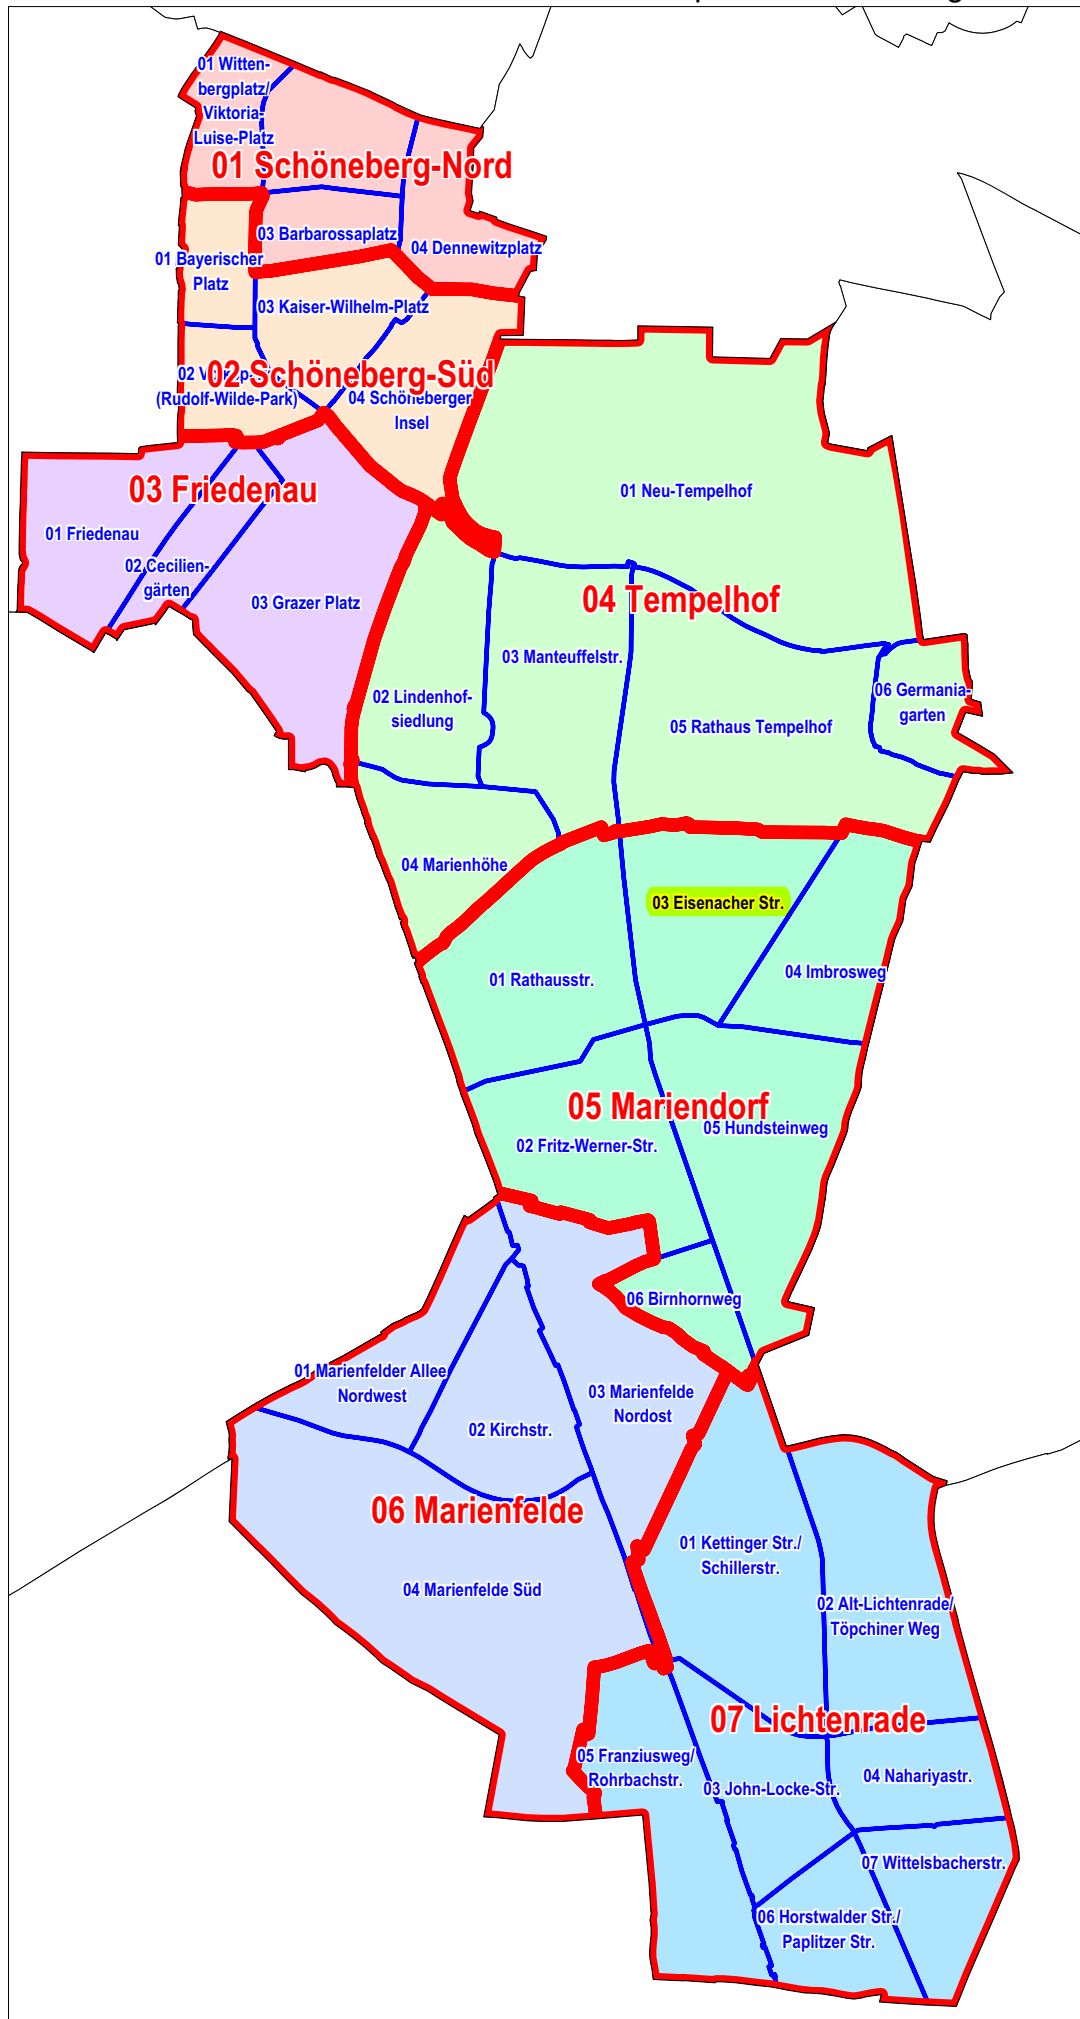 01 Witten-
bergplatz/
Viktoria-
Luise-Platz
01 Schöneberg-Nord
03 Barbarossaplatz
04 Dennewitzplatz
01 Bayerischer
Platz
03 Kaiser-Wilhelm-Platz
02 Schöneberg-Süd
02
(Rudolf-Wilde-Park)
04 Schöneberger
Insel
03 Friedenau
01 Friedenau
02 Cecilien-
gärten
03 Grazer Platz
01 Neu-Tempelhof
04 Tempelhof
03 Manteuffelstr.
02 Lindenhof-
siedlung
05 Rathaus Tempelhof
06 Germania-
garten
04 Marienhöhe
03 Eisenacher Str.
01 Rathausstr.
04 Imbrosweg
05 Mariendorf
05 Hundsteinweg
02 Fritz-Werner-Str.
06 Birnhornweg
01 Marienfelder Allee
Nordwest
03 Marienfelde
Nordost
02 Kirchstr.
06 Marienfelde
04 Marienfelde Süd
01 Kettinger Str./
Schillerstr.
02 Alt-Lichtenrade/
Töpchiner Weg
07 Lichtenrade
05 Franziusweg/
Rohrbachstr.
03 John-Locke-Str.
04 Nahariyastr.
07 Wittelsbacherstr.
06 Horstwalder Str./
Paplitzer Str.